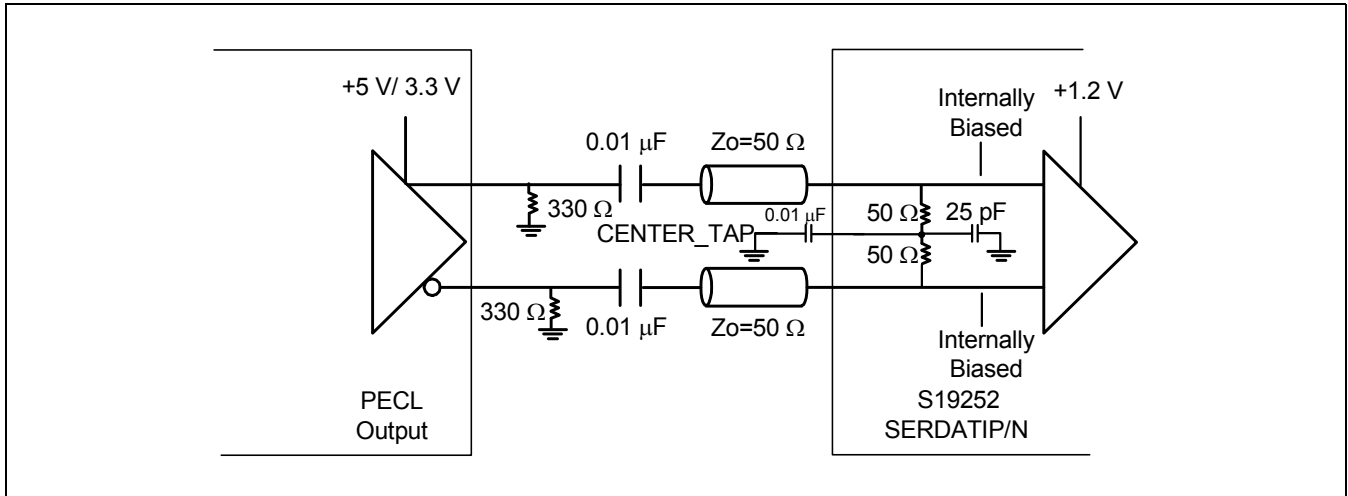 +5 V/ 3.3 V
0.01 μF
Zo=50 Ω
Internally
Biased
+1.2 V
330 Ω
CENTER_TAP
0.01 μF
50 Ω
25 pF
50 Ω
330 Ω
0.01 μF
Zo=50 Ω
Internally
Biased
PECL
Output
S19252
SERDATIP/N